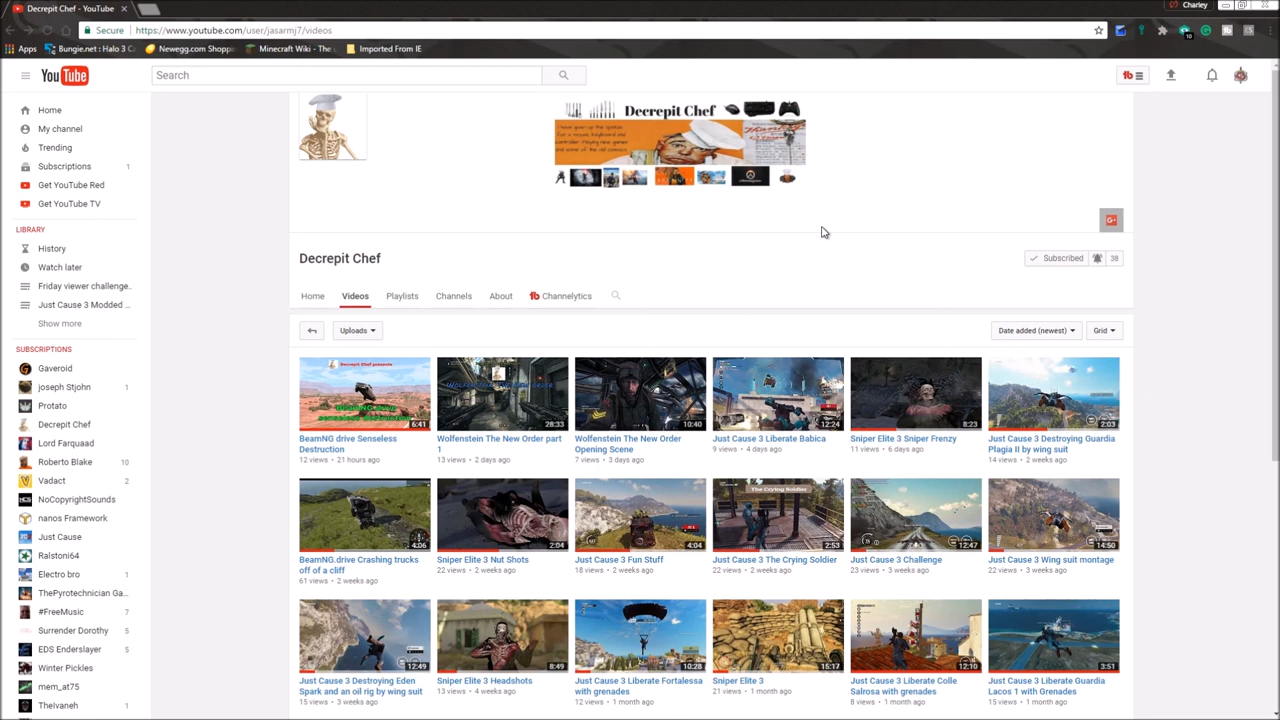 Decrepit Chef - YouTube
Charley
Secure
https://www.youtube.com/user/jasarmj7/videos
Apps
Bungie.net : Halo 3 C
Newegg.com Shoppi
Minecraft Wiki - The
Imported From IE
YouTube
Search
Home
My channel
Trending
Subscriptions 1
Get YouTube Red
Get YouTube TV
LIBRARY
History
Watch later
Friday viewer challenge..
Just Cause 3 Modded ...
Show more
SUBSCRIPTIONS
Gaveroid
joseph Stjohn 1
Protato
Decrepit Chef
Lord Farquaad
Roberto Blake 10
Vadact 2
NoCopyrightSounds
nanos Framework
Just Cause
Ralstoni64
Electro bro 1
ThePyrotechnician Ga...
#FreeMusic 7
Surrender Dorothy 5
EDS Enderslayer 5
Winter Pickles
mem_at75
TheIvaneh 1
Decrepit Chef
Decrepit Chef
Subscribed 38
Home Videos Playlists Channels About Channelytics
Uploads
Date added (newest)
Grid
Decrepit Chef presents
6:41
28:33
10:40
12:24
8:23
2:03
BeamNG drive Senseless
Destruction
12 views • 21 hours ago
Wolfenstein The New Order part
1
13 views • 2 days ago
Wolfenstein The New Order
Opening Scene
7 views • 3 days ago
Just Cause 3 Liberate Babica
9 views • 4 days ago
Sniper Elite 3 Sniper Frenzy
11 views • 6 days ago
Just Cause 3 Destroying Guardia
Plagia II by wing suit
14 views • 2 weeks ago
4:06
2:04
4:04
The Crying Soldier
2:53
12:47
14:50
BeamNG.drive Crashing trucks
off of a cliff
61 views • 2 weeks ago
Sniper Elite 3 Nut Shots
22 views • 2 weeks ago
Just Cause 3 Fun Stuff
18 views • 2 weeks ago
Just Cause 3 The Crying Soldier
22 views • 2 weeks ago
Just Cause 3 Challenge
23 views • 3 weeks ago
Just Cause 3 Wing suit montage
22 views • 3 weeks ago
12:49
8:49
10:28
15:17
12:10
3:51
Just Cause 3 Destroying Eden
Spark and an oil rig by wing suit
15 views • 3 weeks ago
Sniper Elite 3 Headshots
13 views • 4 weeks ago
Just Cause 3 Liberate Fortalessa
with grenades
12 views • 1 month ago
Sniper Elite 3
21 views • 1 month ago
Just Cause 3 Liberate Colle
Salrosa with grenades
8 views • 1 month ago
Just Cause 3 Liberate Guardia
Lacos 1 with Grenades
15 views • 1 month ago